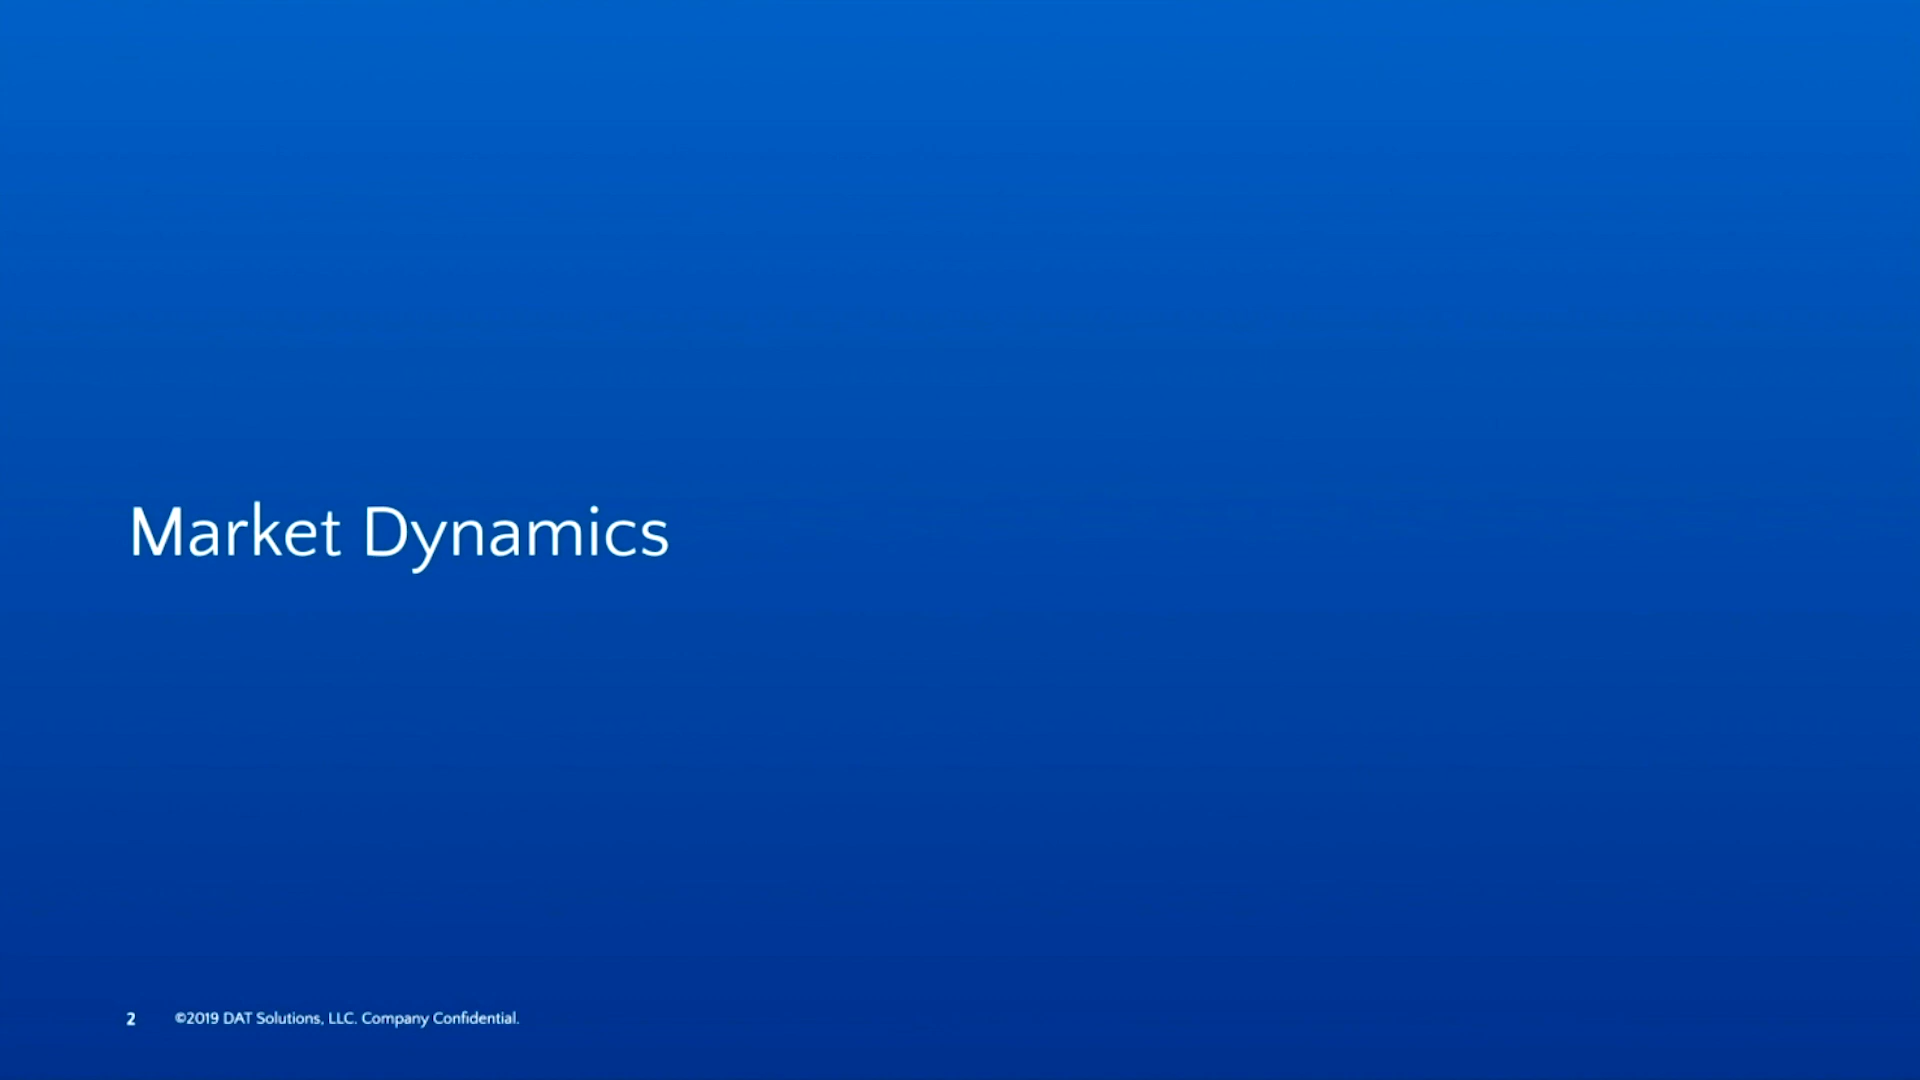 Market Dynamics
2 ©2019 DAT Solutions, LLC. Company Confidential.